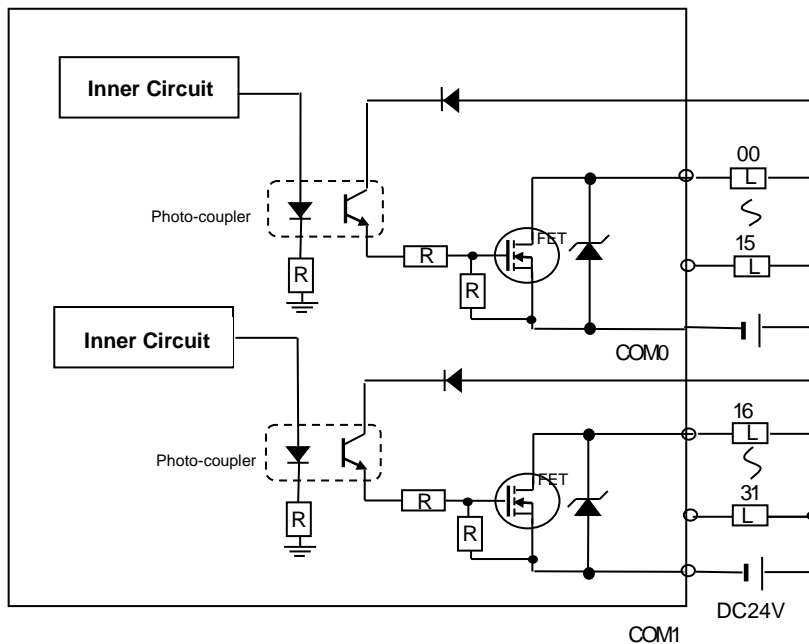 Inner Circuit
00
L
Photo-coupler
FET
15
R
L
R
R
Inner Circuit
COM0
16
L
Photo-coupler
FET
31
R
L
R
R
DC24V
COM1